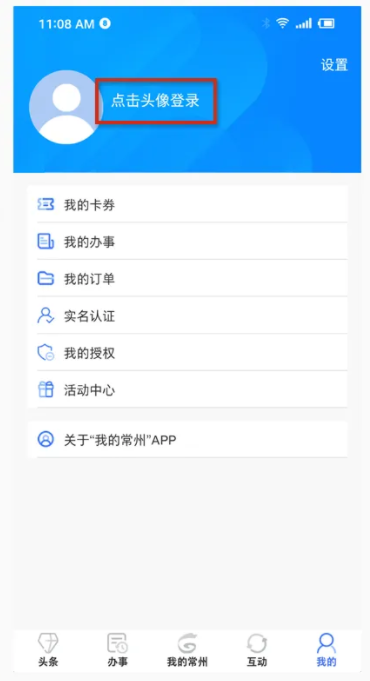 11:08 AM
设置
点击头像登录
我的卡券
我的办事
我的订单
实名认证
我的授权
活动中心
关于“我的常州”APP
头条
办事
我的常州
互动
我的